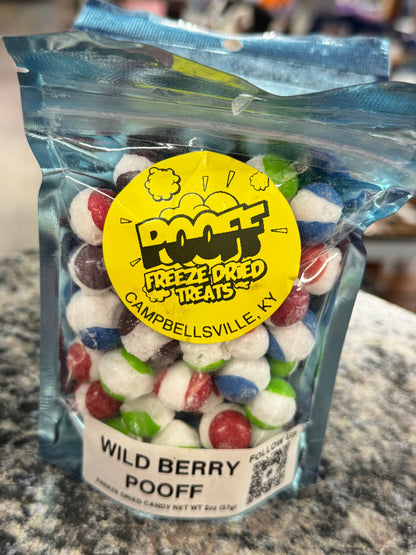 POOFF
FREEZE DRIED
TREATS
CAMPBELLSVILLE, KY
FOLLOW US
WILD BERRY
POOFF
FREEZE DRIED CANDY NET WT 2oz (57g)